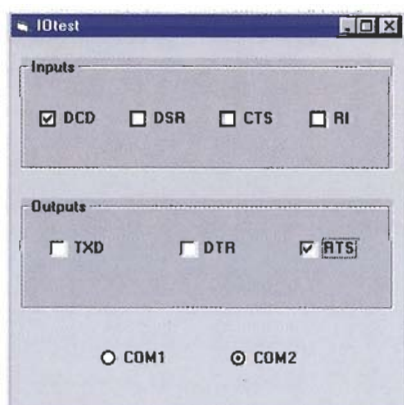 IOtest
Inputs
DCD DSR CTS RI
Outputs
TXD DTR RTS
COM1 COM2